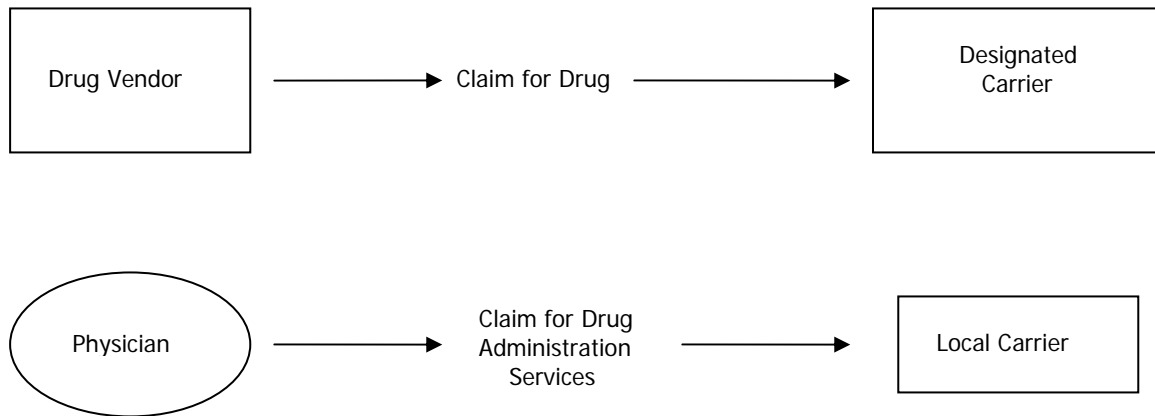 Drug Vendor
Claim for Drug
Designated
Carrier
Physician
Claim for Drug
Administration
Services
Local Carrier